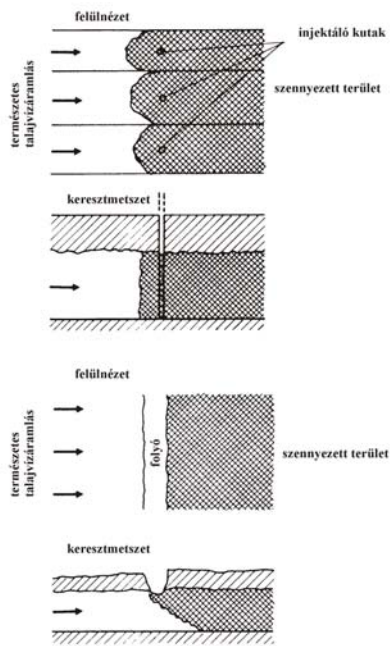 felülnézet
injektáló kutak
szennyezett terület
természetes
talajvízáramlás
keresztmetszet
felülnézet
természetes
talajvízáramlás
folyó
szennyezett terület
keresztmetszet